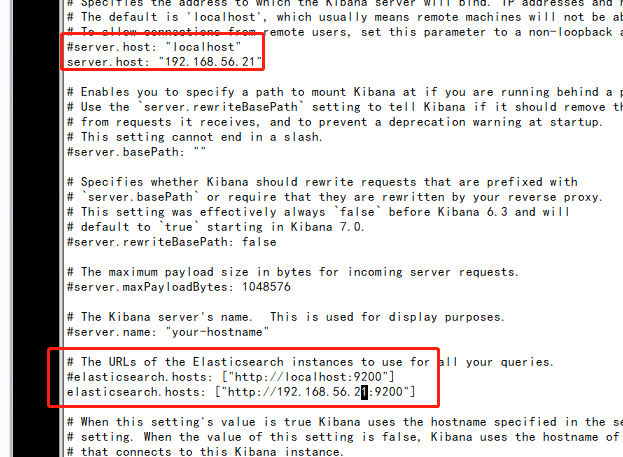 # Specifies the address to which the Kibana server will bind. IP addresses and
# The default is 'localhost', which usually means remote machines will not be ab
# To allow connections from remote users, set this parameter to a non-loopback a
#server.host: "localhost"
server.host: "192.168.56.21"
# Enables you to specify a path to mount Kibana at if you are running behind a p
# Use the `server.rewriteBasePath` setting to tell Kibana if it should remove th
# from requests it receives, and to prevent a deprecation warning at startup.
# This setting cannot end in a slash.
#server.basePath: ""
# Specifies whether Kibana should rewrite requests that are prefixed with
# `server.basePath` or require that they are rewritten by your reverse proxy.
# This setting was effectively always `false` before Kibana 6.3 and will
# default to `true` starting in Kibana 7.0.
#server.rewriteBasePath: false
# The maximum payload size in bytes for incoming server requests.
#server.maxPayloadBytes: 1048576
# The Kibana server's name.  This is used for display purposes.
#server.name: "your-hostname"
# The URLs of the Elasticsearch instances to use for all your queries.
#elasticsearch.hosts: ["http://localhost:9200"]
elasticsearch.hosts: ["http://192.168.56.21:9200"]
# When this setting's value is true Kibana uses the hostname specified in the se
# setting. When the value of this setting is false, Kibana uses the hostname of
# that connects to this Kibana instance.